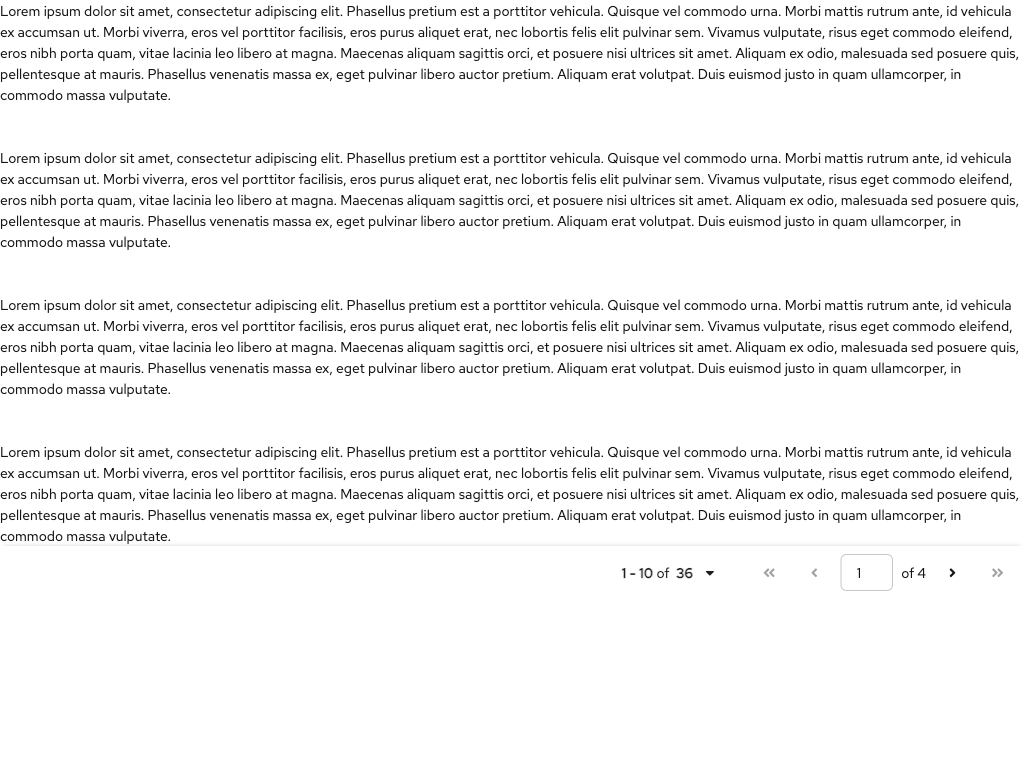 Lorem ipsum dolor sit amet, consectetur adipiscing elit. Phasellus pretium est a porttitor vehicula. Quisque vel commodo urna. Morbi mattis rutrum ante, id vehicula
ex accumsan ut. Morbi viverra, eros vel porttitor facilisis, eros purus aliquet erat, nec lobortis felis elit pulvinar sem. Vivamus vulputate, risus eget commodo eleifend,
eros nibh porta quam, vitae lacinia leo libero at magna. Maecenas aliquam sagittis orci, et posuere nisi ultrices sit amet. Aliquam ex odio, malesuada sed posuere quis,
pellentesque at mauris. Phasellus venenatis massa ex, eget pulvinar libero auctor pretium. Aliquam erat volutpat. Duis euismod justo in quam ullamcorper, in
commodo massa vulputate.
Lorem ipsum dolor sit amet, consectetur adipiscing elit. Phasellus pretium est a porttitor vehicula. Quisque vel commodo urna. Morbi mattis rutrum ante, id vehicula
ex accumsan ut. Morbi viverra, eros vel porttitor facilisis, eros purus aliquet erat, nec lobortis felis elit pulvinar sem. Vivamus vulputate, risus eget commodo eleifend,
eros nibh porta quam, vitae lacinia leo libero at magna. Maecenas aliquam sagittis orci, et posuere nisi ultrices sit amet. Aliquam ex odio, malesuada sed posuere quis,
pellentesque at mauris. Phasellus venenatis massa ex, eget pulvinar libero auctor pretium. Aliquam erat volutpat. Duis euismod justo in quam ullamcorper, in
commodo massa vulputate.
Lorem ipsum dolor sit amet, consectetur adipiscing elit. Phasellus pretium est a porttitor vehicula. Quisque vel commodo urna. Morbi mattis rutrum ante, id vehicula
ex accumsan ut. Morbi viverra, eros vel porttitor facilisis, eros purus aliquet erat, nec lobortis felis elit pulvinar sem. Vivamus vulputate, risus eget commodo eleifend,
eros nibh porta quam, vitae lacinia leo libero at magna. Maecenas aliquam sagittis orci, et posuere nisi ultrices sit amet. Aliquam ex odio, malesuada sed posuere quis,
pellentesque at mauris. Phasellus venenatis massa ex, eget pulvinar libero auctor pretium. Aliquam erat volutpat. Duis euismod justo in quam ullamcorper, in
commodo massa vulputate.
Lorem ipsum dolor sit amet, consectetur adipiscing elit. Phasellus pretium est a porttitor vehicula. Quisque vel commodo urna. Morbi mattis rutrum ante, id vehicula
ex accumsan ut. Morbi viverra, eros vel porttitor facilisis, eros purus aliquet erat, nec lobortis felis elit pulvinar sem. Vivamus vulputate, risus eget commodo eleifend,
eros nibh porta quam, vitae lacinia leo libero at magna. Maecenas aliquam sagittis orci, et posuere nisi ultrices sit amet. Aliquam ex odio, malesuada sed posuere quis,
pellentesque at mauris. Phasellus venenatis massa ex, eget pulvinar libero auctor pretium. Aliquam erat volutpat. Duis euismod justo in quam ullamcorper, in
commodo massa vulputate.
1 - 10 of 36 1 of 4